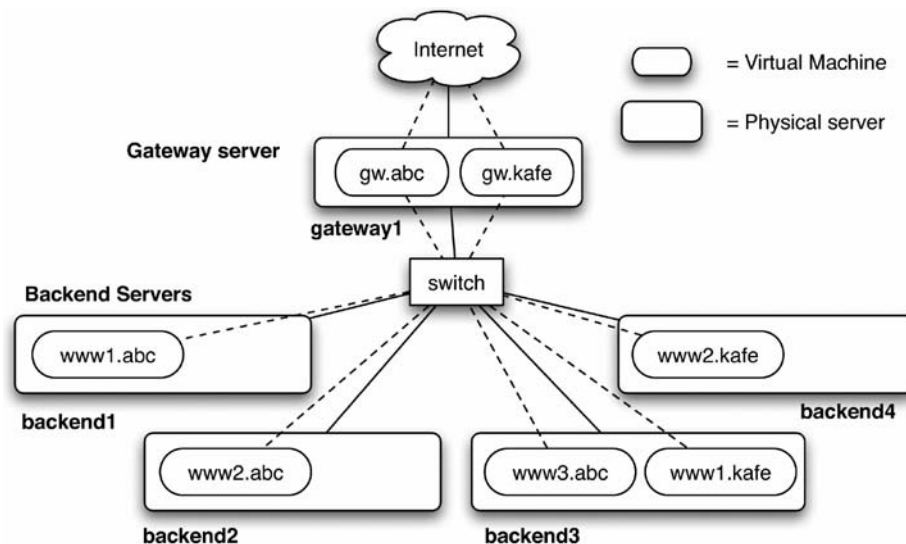 Internet
= Virtual Machine
= Physical server
Gateway server
gw.abc
gw.kafe
gateway1
switch
Backend Servers
www1.abc
www2.kafe
backend1
backend4
www2.abc
www3.abc
www1.kafe
backend2
backend3